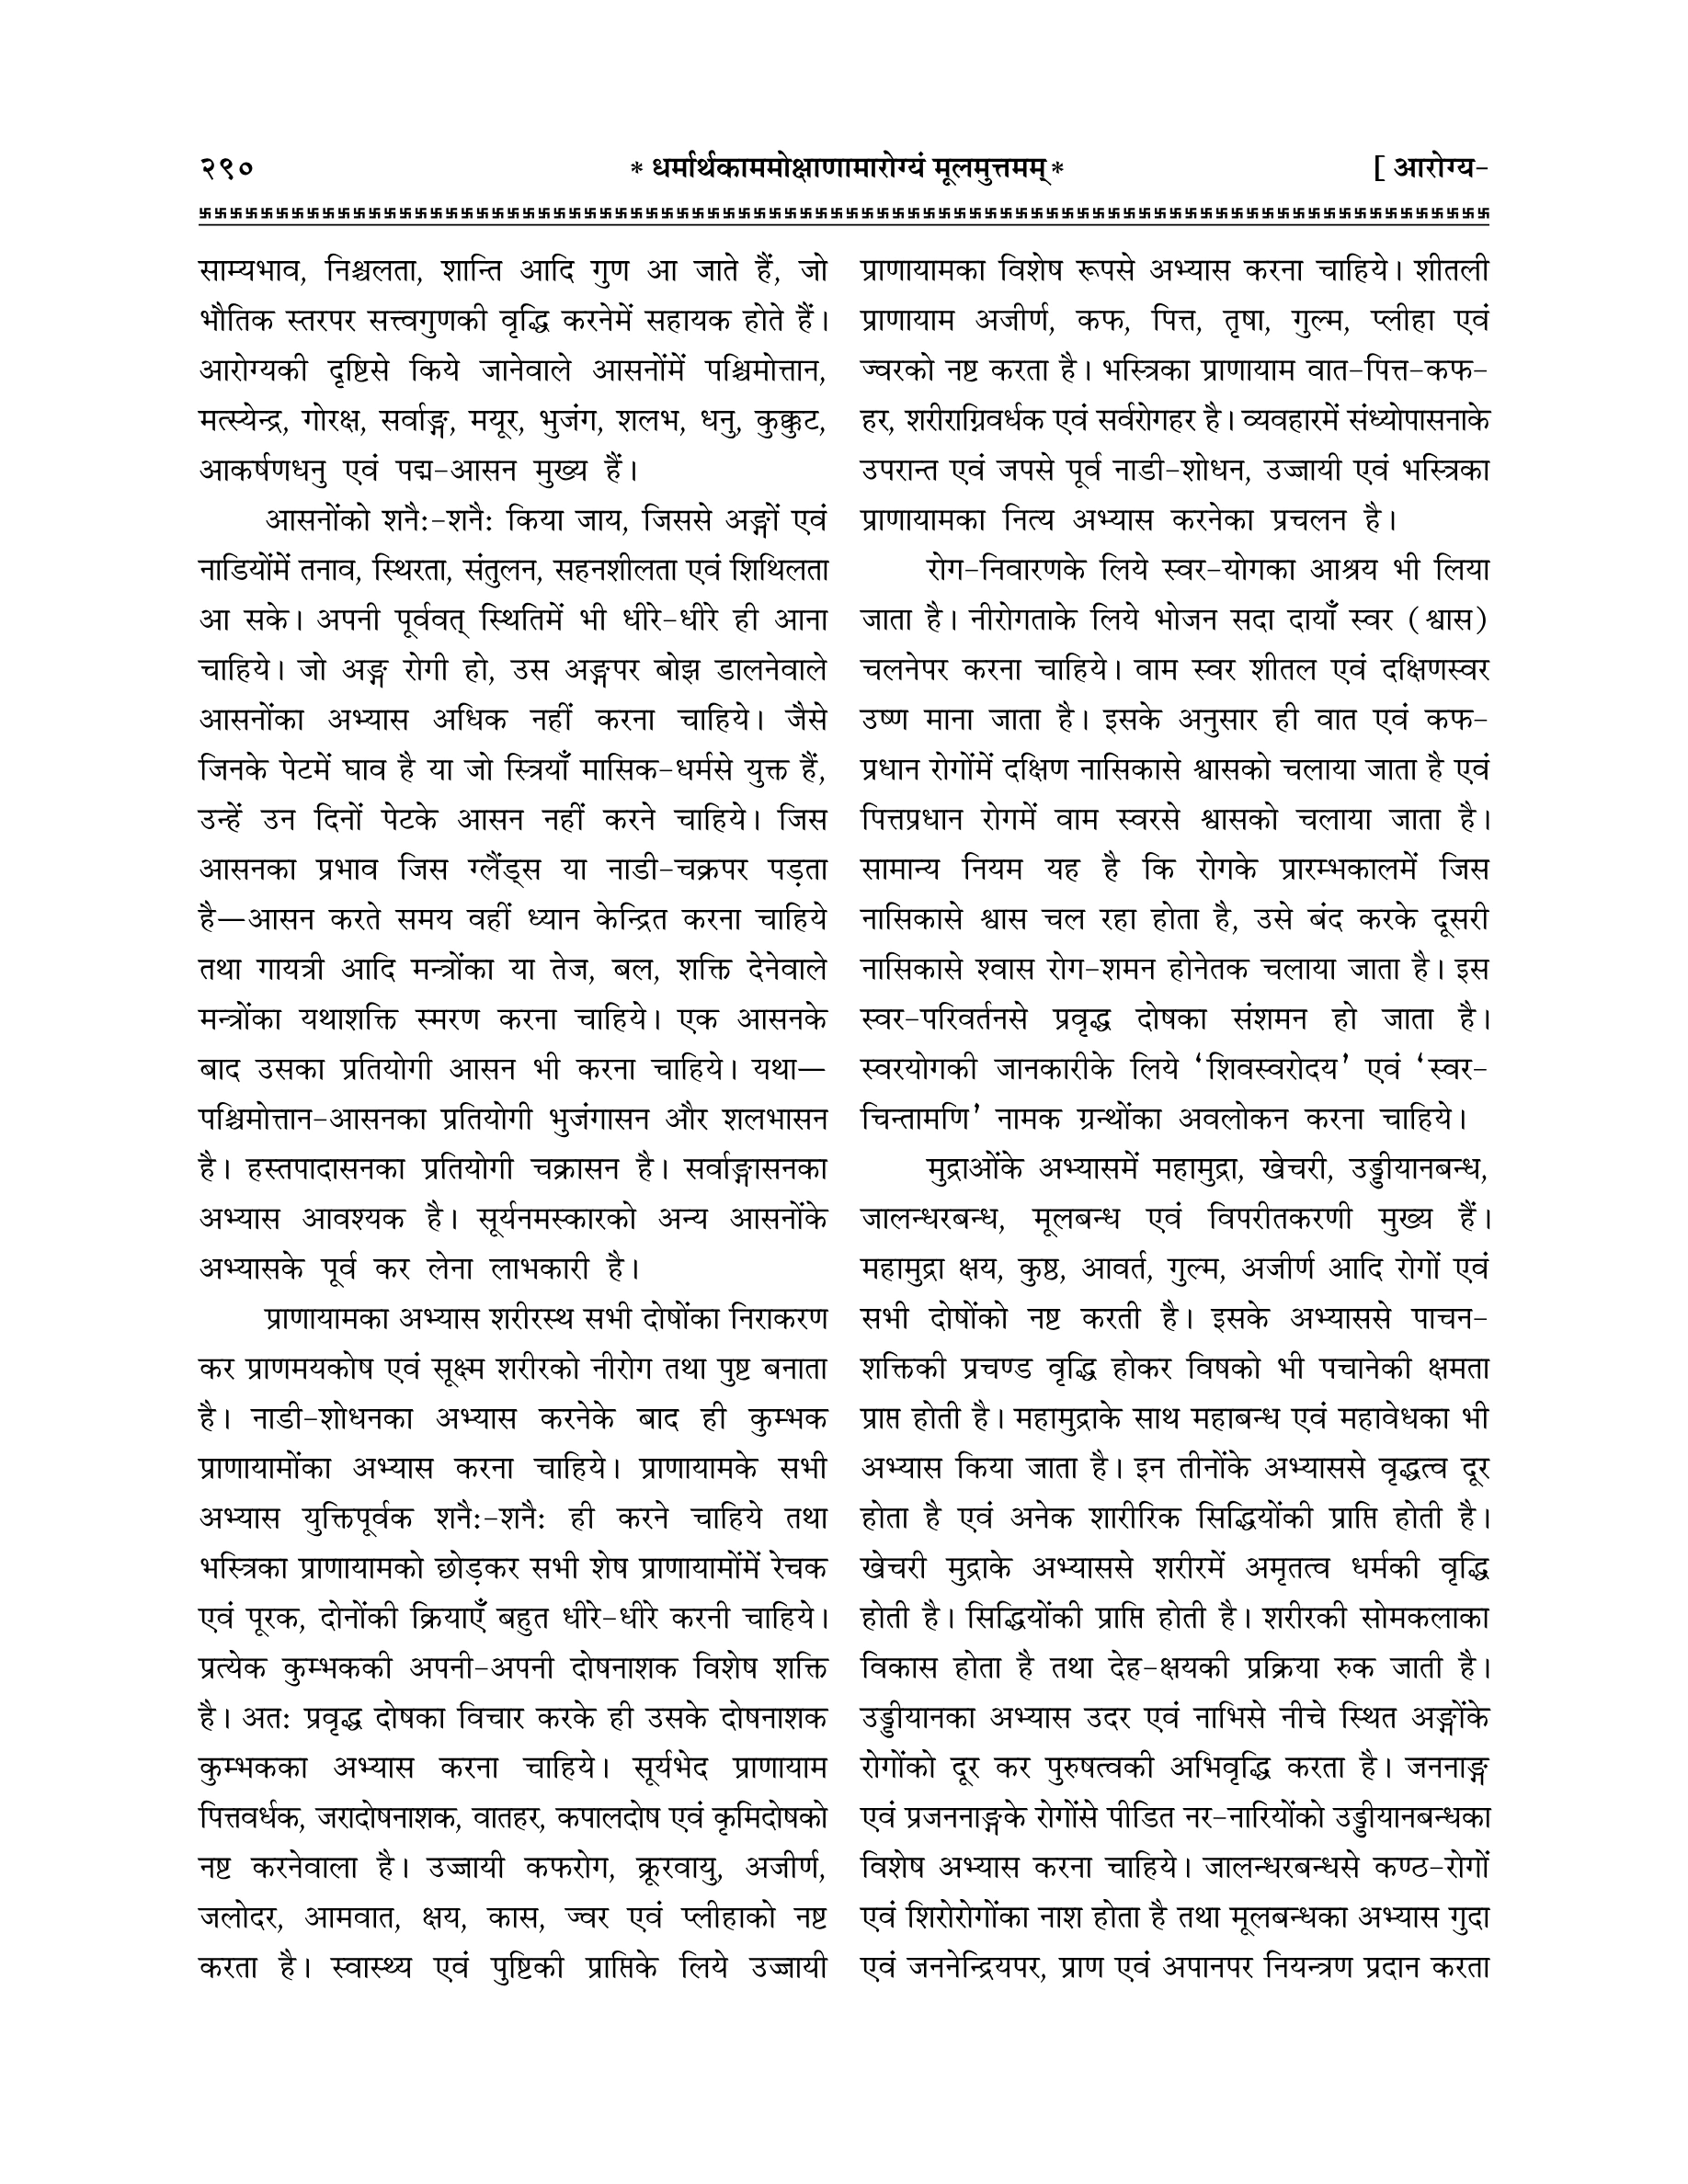 २९०
* धर्मार्थकाममोक्षाणामारोग्यं मूलमुत्तमम् *
[ आरोग्य-
साम्यभाव, निश्चलता, शान्ति आदि गुण आ जाते हैं, जो
भौतिक स्तरपर सत्त्वगुणकी वृद्धि करनेमें सहायक होते हैं।
आरोग्यकी दृष्टिसे किये जानेवाले आसनोंमें पश्चिमोत्तान,
मत्स्येन्द्र, गोरक्ष, सर्वाङ्ग, मयूर, भुजंग, शलभ, धनु, कुक्कुट,
आकर्षणधनु एवं पद्म-आसन मुख्य हैं।
आसनोंको शनैः-शनैः किया जाय, जिससे अङ्गों एवं
नाडियोंमें तनाव, स्थिरता, संतुलन, सहनशीलता एवं शिथिलता
आ सके। अपनी पूर्ववत् स्थितिमें भी धीरे-धीरे ही आना
चाहिये। जो अङ्ग रोगी हो, उस अङ्गपर बोझ डालनेवाले
आसनोंका अभ्यास अधिक नहीं करना चाहिये। जैसे
जिनके पेटमें घाव है या जो स्त्रियाँ मासिक-धर्मसे युक्त हैं,
उन्हें उन दिनों पेटके आसन नहीं करने चाहिये। जिस
आसनका प्रभाव जिस ग्लैंड्स या नाडी-चक्रपर पड़ता
है—आसन करते समय वहीं ध्यान केन्द्रित करना चाहिये
तथा गायत्री आदि मन्त्रोंका या तेज, बल, शक्ति देनेवाले
मन्त्रोंका यथाशक्ति स्मरण करना चाहिये। एक आसनके
बाद उसका प्रतियोगी आसन भी करना चाहिये। यथा—
पश्चिमोत्तान-आसनका प्रतियोगी भुजंगासन और शलभासन
है। हस्तपादासनका प्रतियोगी चक्रासन है। सर्वाङ्गासनका
अभ्यास आवश्यक है। सूर्यनमस्कारको अन्य आसनोंके
अभ्यासके पूर्व कर लेना लाभकारी है।
प्राणायामका अभ्यास शरीरस्थ सभी दोषोंका निराकरण
कर प्राणमयकोष एवं सूक्ष्म शरीरको नीरोग तथा पुष्ट बनाता
है। नाडी-शोधनका अभ्यास करनेके बाद ही कुम्भक
प्राणायामोंका अभ्यास करना चाहिये। प्राणायामके सभी
अभ्यास युक्तिपूर्वक शनैः-शनैः ही करने चाहिये तथा
भस्त्रिका प्राणायामको छोड़कर सभी शेष प्राणायामोंमें रेचक
एवं पूरक, दोनोंकी क्रियाएँ बहुत धीरे-धीरे करनी चाहिये।
प्रत्येक कुम्भककी अपनी-अपनी दोषनाशक विशेष शक्ति
है। अतः प्रवृद्ध दोषका विचार करके ही उसके दोषनाशक
कुम्भकका अभ्यास करना चाहिये। सूर्यभेद प्राणायाम
पित्तवर्धक, जरादोषनाशक, वातहर, कपालदोष एवं कृमिदोषको
नष्ट करनेवाला है। उज्जायी कफरोग, क्रूरवायु, अजीर्ण,
जलोदर, आमवात, क्षय, कास, ज्वर एवं प्लीहाको नष्ट
करता है। स्वास्थ्य एवं पुष्टिकी प्राप्तिके लिये उज्जायी
प्राणायामका विशेष रूपसे अभ्यास करना चाहिये। शीतली
प्राणायाम अजीर्ण, कफ, पित्त, तृषा, गुल्म, प्लीहा एवं
ज्वरको नष्ट करता है। भस्त्रिका प्राणायाम वात-पित्त-कफ-
हर, शरीराग्निवर्धक एवं सर्वरोगहर है। व्यवहारमें संध्योपासनाके
उपरान्त एवं जपसे पूर्व नाडी-शोधन, उज्जायी एवं भस्त्रिका
प्राणायामका नित्य अभ्यास करनेका प्रचलन है।
रोग-निवारणके लिये स्वर-योगका आश्रय भी लिया
जाता है। नीरोगताके लिये भोजन सदा दायाँ स्वर (श्वास)
चलनेपर करना चाहिये। वाम स्वर शीतल एवं दक्षिणस्वर
उष्ण माना जाता है। इसके अनुसार ही वात एवं कफ-
प्रधान रोगोंमें दक्षिण नासिकासे श्वासको चलाया जाता है एवं
पित्तप्रधान रोगमें वाम स्वरसे श्वासको चलाया जाता है।
सामान्य नियम यह है कि रोगके प्रारम्भकालमें जिस
नासिकासे श्वास चल रहा होता है, उसे बंद करके दूसरी
नासिकासे श्वास रोग-शमन होनेतक चलाया जाता है। इस
स्वर-परिवर्तनसे प्रवृद्ध दोषका संशमन हो जाता है।
स्वरयोगकी जानकारीके लिये ‘शिवस्वरोदय’ एवं ‘स्वर-
चिन्तामणि’ नामक ग्रन्थोंका अवलोकन करना चाहिये।
मुद्राओंके अभ्यासमें महामुद्रा, खेचरी, उड्डीयानबन्ध,
जालन्धरबन्ध, मूलबन्ध एवं विपरीतकरणी मुख्य हैं।
महामुद्रा क्षय, कुष्ठ, आवर्त, गुल्म, अजीर्ण आदि रोगों एवं
सभी दोषोंको नष्ट करती है। इसके अभ्याससे पाचन-
शक्तिकी प्रचण्ड वृद्धि होकर विषको भी पचानेकी क्षमता
प्राप्त होती है। महामुद्राके साथ महाबन्ध एवं महावेधका भी
अभ्यास किया जाता है। इन तीनोंके अभ्याससे वृद्धत्व दूर
होता है एवं अनेक शारीरिक सिद्धियोंकी प्राप्ति होती है।
खेचरी मुद्राके अभ्याससे शरीरमें अमृतत्व धर्मकी वृद्धि
होती है। सिद्धियोंकी प्राप्ति होती है। शरीरकी सोमकलाका
विकास होता है तथा देह-क्षयकी प्रक्रिया रुक जाती है।
उड्डीयानका अभ्यास उदर एवं नाभिसे नीचे स्थित अङ्गोंके
रोगोंको दूर कर पुरुषत्वकी अभिवृद्धि करता है। जननाङ्ग
एवं प्रजननाङ्गके रोगोंसे पीडित नर-नारियोंको उड्डीयानबन्धका
विशेष अभ्यास करना चाहिये। जालन्धरबन्धसे कण्ठ-रोगों
एवं शिरोरोगोंका नाश होता है तथा मूलबन्धका अभ्यास गुदा
एवं जननेन्द्रियपर, प्राण एवं अपानपर नियन्त्रण प्रदान करता